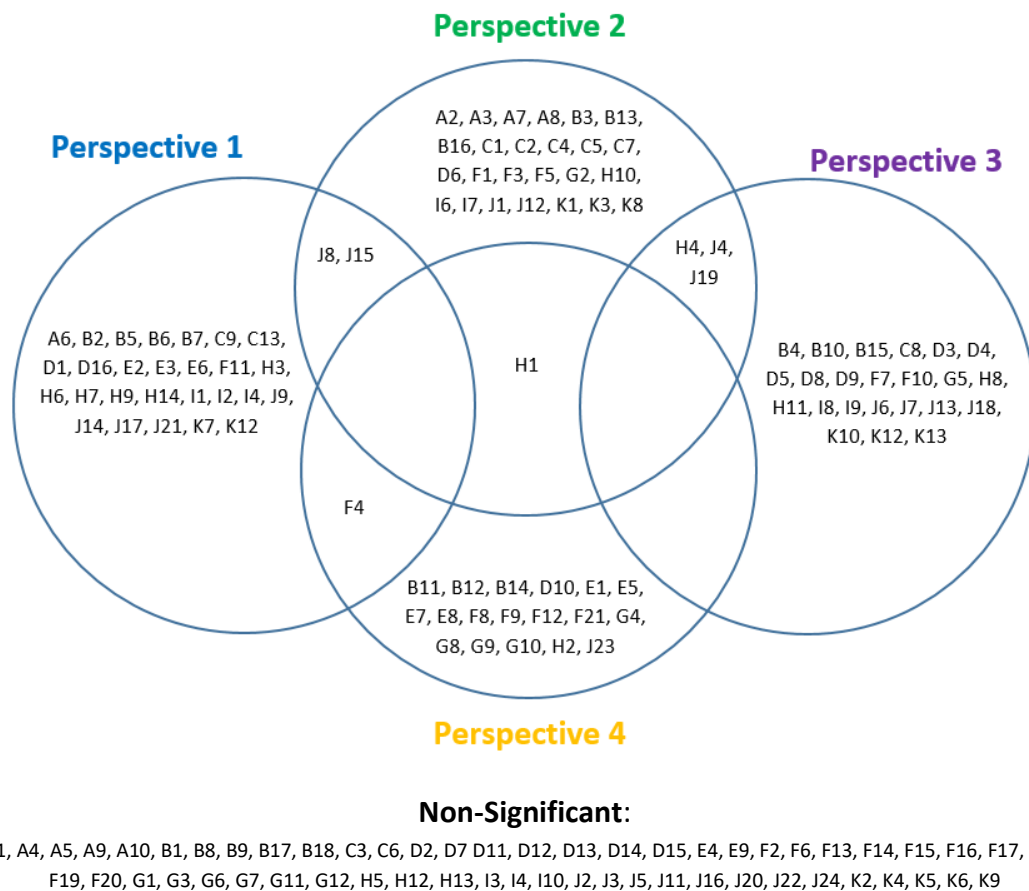 Perspective 2
A2, A3, A7, A8, B3, B13,
B16, C1, C2, C4, C5, C7,
D6, F1, F3, F5, G2, H10,
I6, I7, J1, J12, K1, K3, K8
Perspective 1
Perspective 3
J8, J15
H4, J4,
J19
A6, B2, B5, B6, B7, C9, C13,
D1, D16, E2, E3, E6, F11, H3,
H6, H7, H9, H14, I1, I2, I4, J9,
J14, J17, J21, K7, K12
H1
B4, B10, B15, C8, D3, D4,
D5, D8, D9, F7, F10, G5, H8,
H11, I8, I9, J6, J7, J13, J18,
K10, K12, K13
F4
B11, B12, B14, D10, E1, E5,
E7, E8, F8, F9, F12, F21, G4,
G8, G9, G10, H2, J23
Perspective 4
Non-Significant:
1, A4, A5, A9, A10, B1, B8, B9, B17, B18, C3, C6, D2, D7 D11, D12, D13, D14, D15, E4, E9, F2, F6, F13, F14, F15, F16, F17,
F19, F20, G1, G3, G6, G7, G11, G12, H5, H12, H13, I3, I4, I10, J2, J3, J5, J11, J16, J20, J22, J24, K2, K4, K5, K6, K9